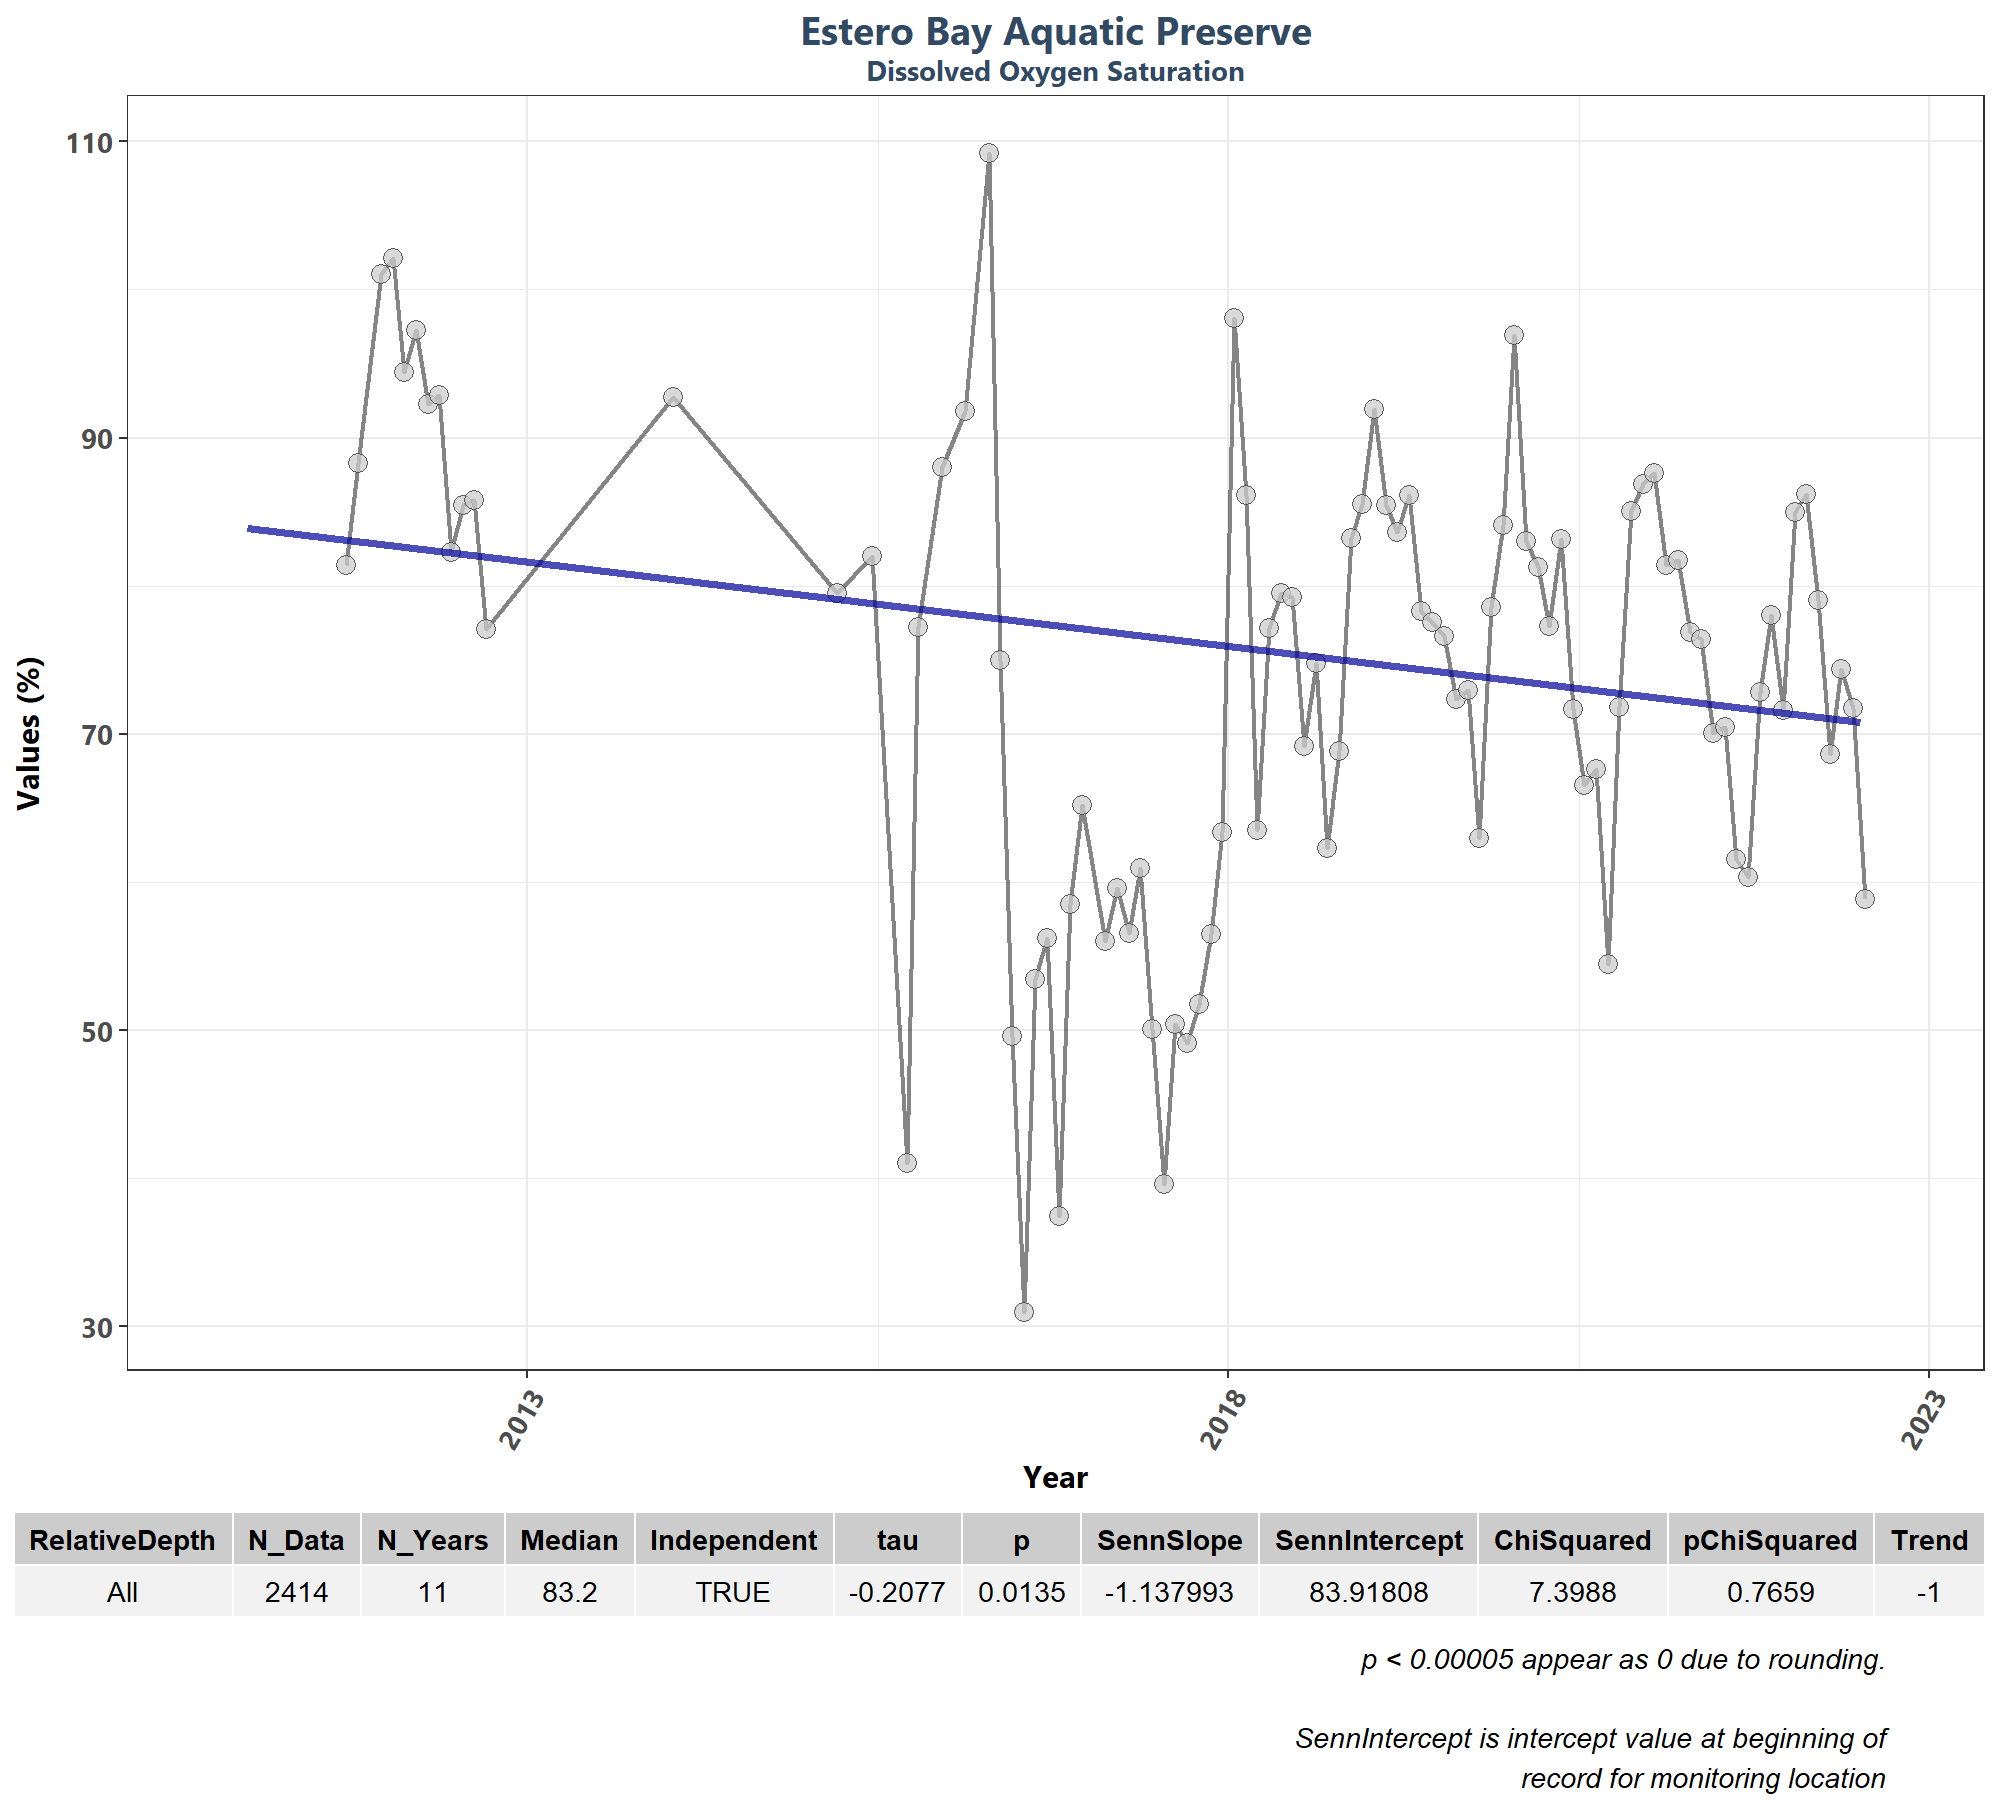 Estero Bay Aquatic Preserve
Dissolved Oxygen Saturation
Values (%)
110
90
70
50
30
2013
2018
2023
Year
RelativeDepth N_Data N_Years Median Independent tau p SennSlope SennIntercept ChiSquared pChiSquared Trend
All 2414 11 83.2 TRUE -0.2077 0.0135 -1.137993 83.91808 7.3988 0.7659 -1
p < 0.00005 appear as 0 due to rounding.
SennIntercept is intercept value at beginning of
record for monitoring location